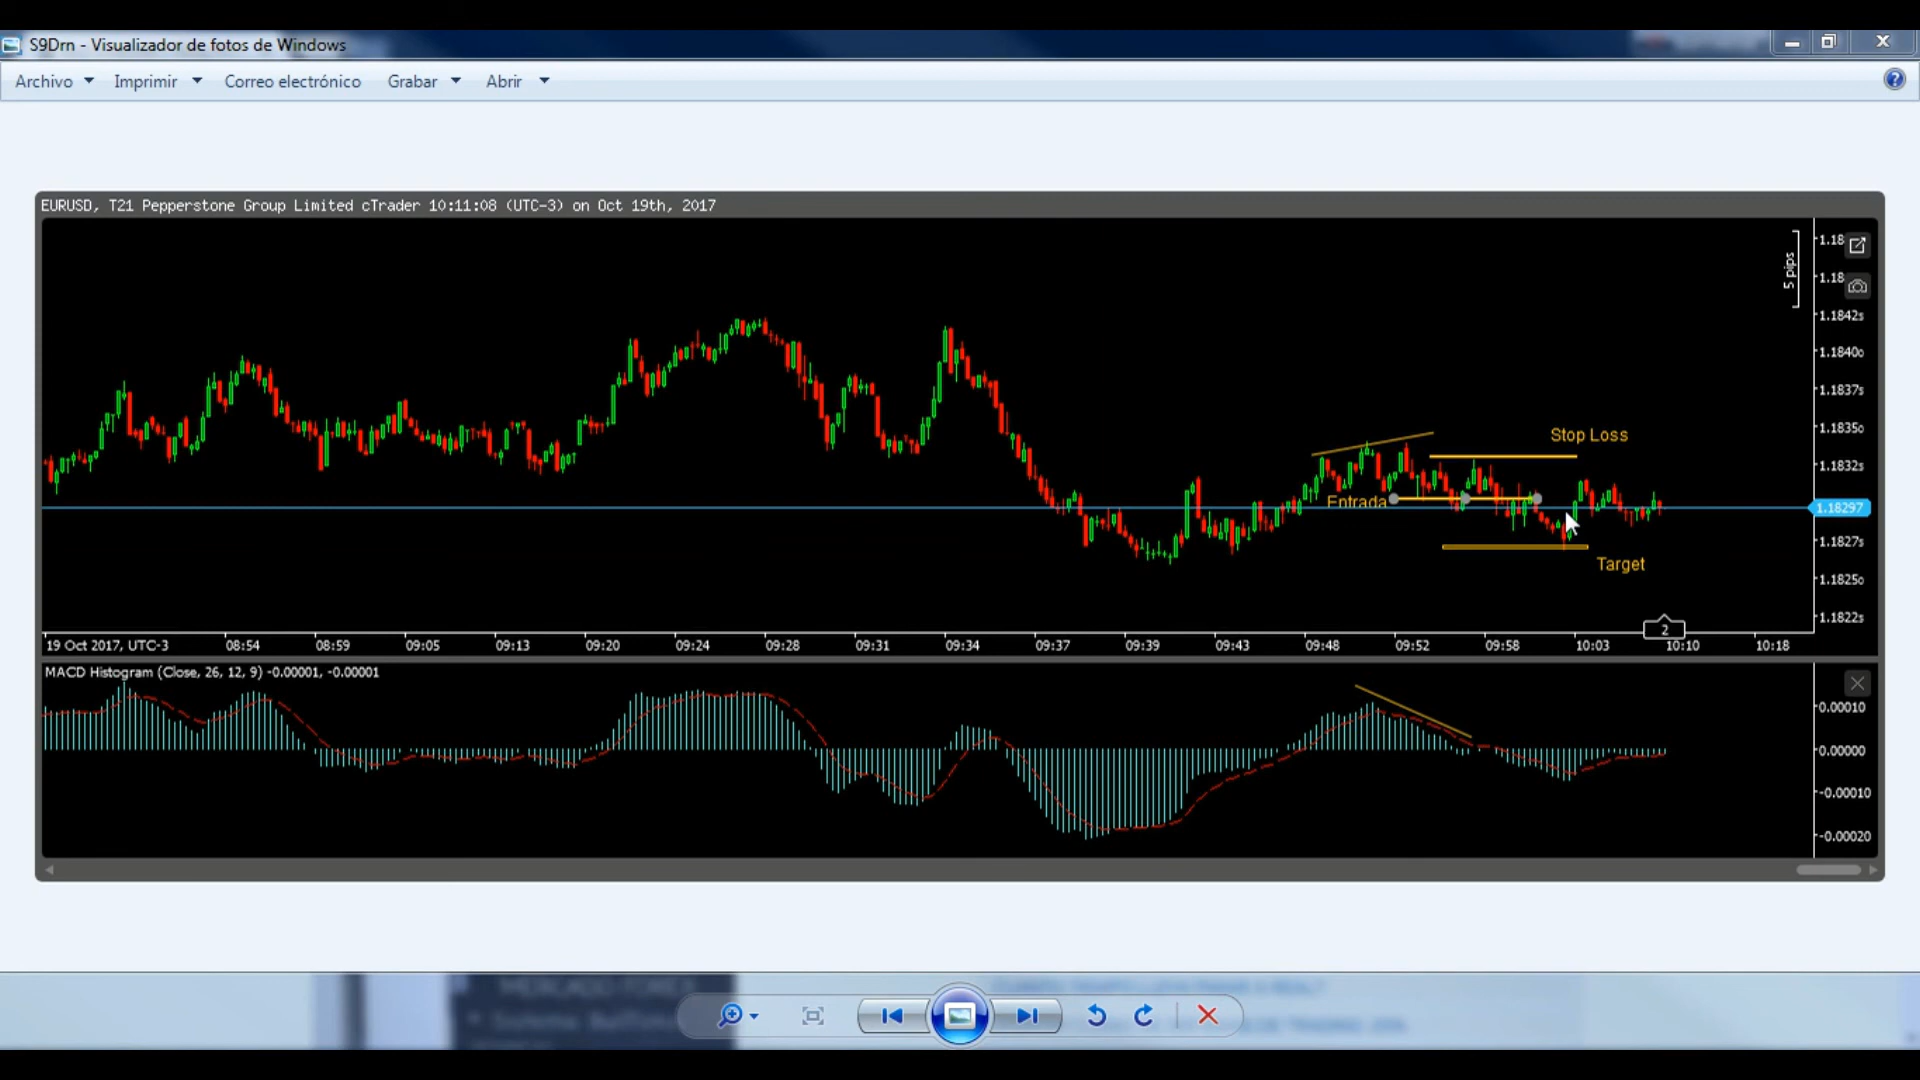 S9Drn - Visualizador de fotos de Windows
Archivo Imprimir Correo electrónico Grabar Abrir
EURUSD, T21 Pepperstone Group Limited cTrader 10:11:08 (UTC-3) on Oct 19th, 2017
5 pips
1.18
1.18
1.1842s
1.1840o
1.1837s
1.1835o
1.1832s
1.18297
1.1827s
1.1825o
1.1822s
Stop Loss
Entrada
Target
2
19 Oct 2017, UTC-3 08:54 08:59 09:05 09:13 09:20 09:24 09:28 09:31 09:34 09:37 09:39 09:43 09:48 09:52 09:58 10:03 10:10 10:18
MACD Histogram (Close, 26, 12, 9) -0.00001, -0.00001
0.00010
0.00000
-0.00010
-0.00020